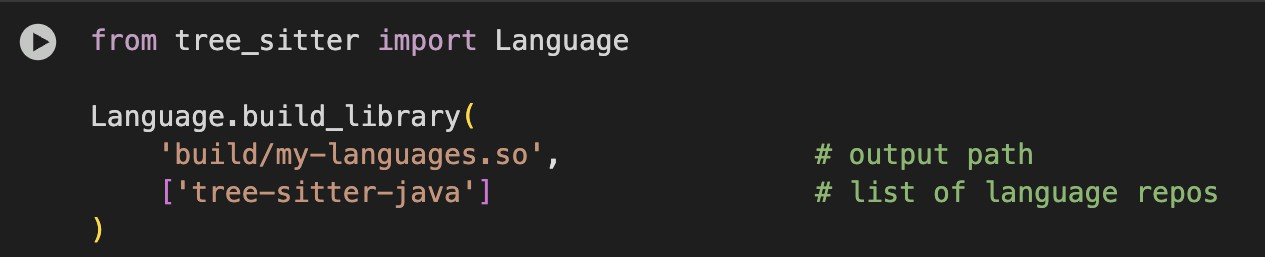 from tree_sitter import Language
Language.build_library(
    'build/my-languages.so',               # output path
    ['tree-sitter-java']                   # list of language repos
)